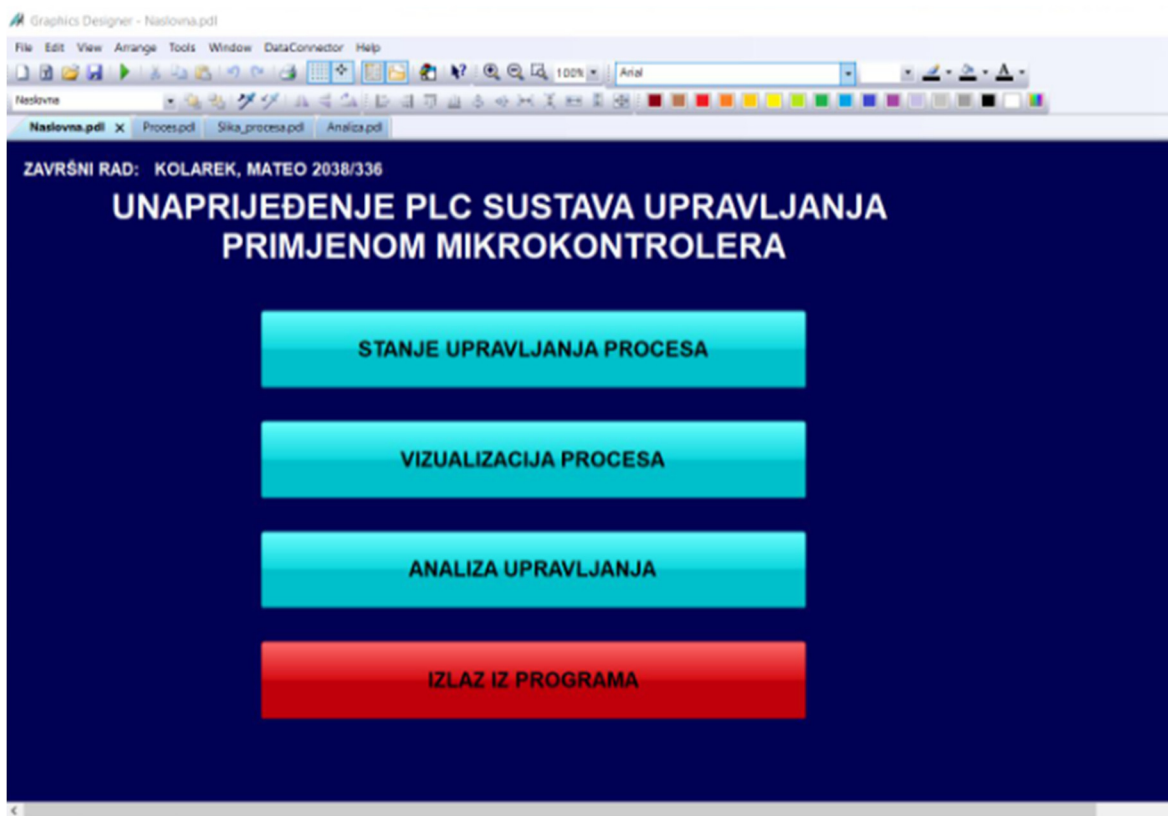 Graphics Designer - Naslovna.pdl
File Edit View Arrange Tools Window DataConnector Help
100% Arial
Naslovna
Naslovna.pdl X Proces.pdl Slika_procesa.pdl Analiza.pdl
ZAVRŠNI RAD: KOLAREK, MATEO 2038/336
UNAPRIJEĐENJE PLC SUSTAVA UPRAVLJANJA
PRIMJENOM MIKROKONTROLERA
STANJE UPRAVLJANJA PROCESA
VIZUALIZACIJA PROCESA
ANALIZA UPRAVLJANJA
IZLAZ IZ PROGRAMA